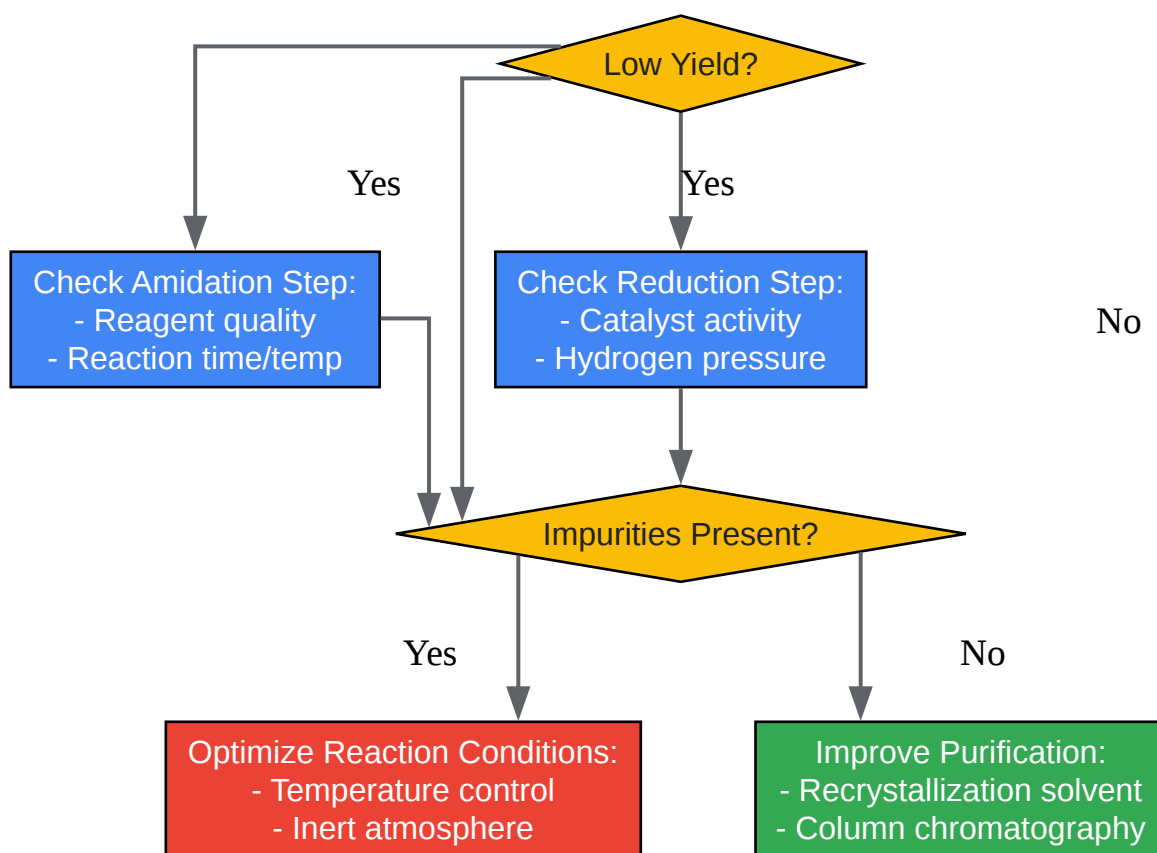 Low Yield?
Yes
Yes
Check Amidation Step:
- Reagent quality
- Reaction time/temp
Check Reduction Step:
- Catalyst activity
- Hydrogen pressure
No
Impurities Present?
Yes
No
Optimize Reaction Conditions:
- Temperature control
- Inert atmosphere
Improve Purification:
- Recrystallization solvent
- Column chromatography